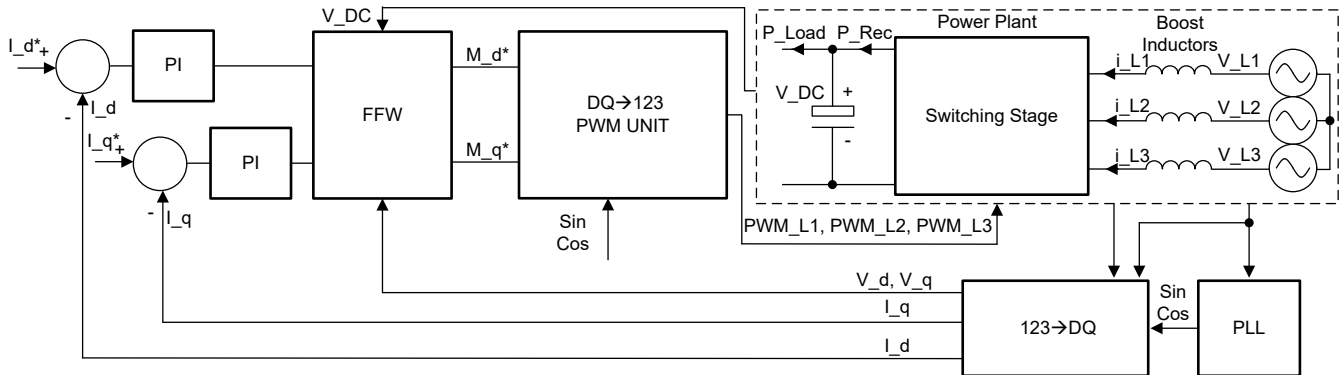 V_DC
Power Plant
Boost
Inductors
P_Load
P_Rec
I_d*
+
PI
M_d*
i_L1
V_L1
-
I_d
FFW
DQ→123
PWM UNIT
V_DC
+
Switching Stage
i_L2
V_L2
I_q*
+
PI
M_q*
-
i_L3
V_L3
-
I_q
Sin
Cos
PWM_L1, PWM_L2, PWM_L3
V_d, V_q
I_q
I_d
123→DQ
Sin
Cos
PLL